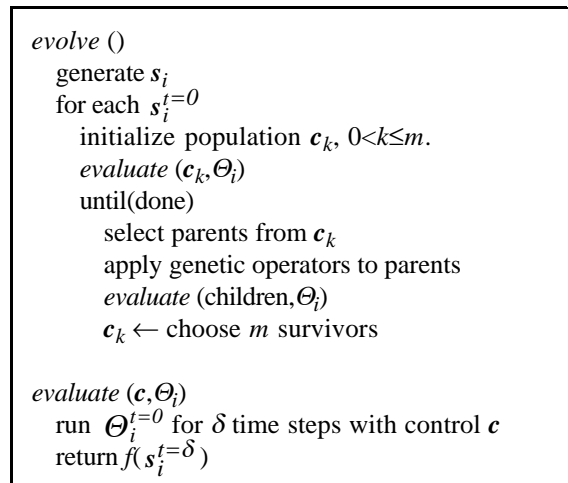 evolve ()
generate s_i
for each s_i^{t=0}
initialize population c_k, 0<k≤m.
evaluate (c_k,Θ_i)
until(done)
select parents from c_k
apply genetic operators to parents
evaluate (children,Θ_i)
c_k ← choose m survivors
evaluate (c,Θ_i)
run Θ_i^{t=0} for δ time steps with control c
return f(s_i^{t=δ})